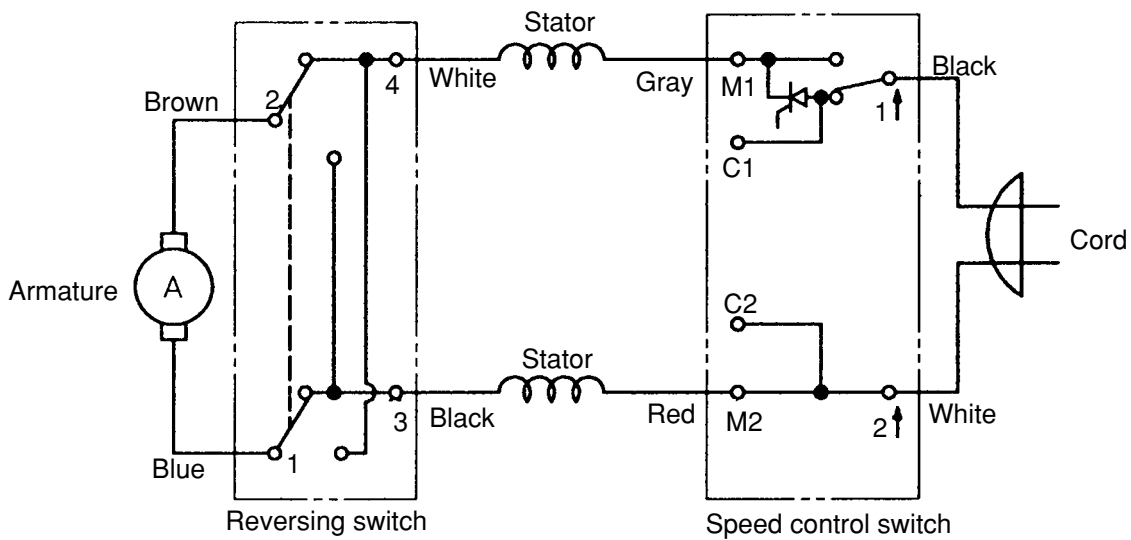 Stator
4
White
Gray
M1
Black
Brown
2
1
C1
Cord
Armature
A
C2
Stator
3
Black
Red
M2
2
White
Blue
1
Reversing switch
Speed control switch